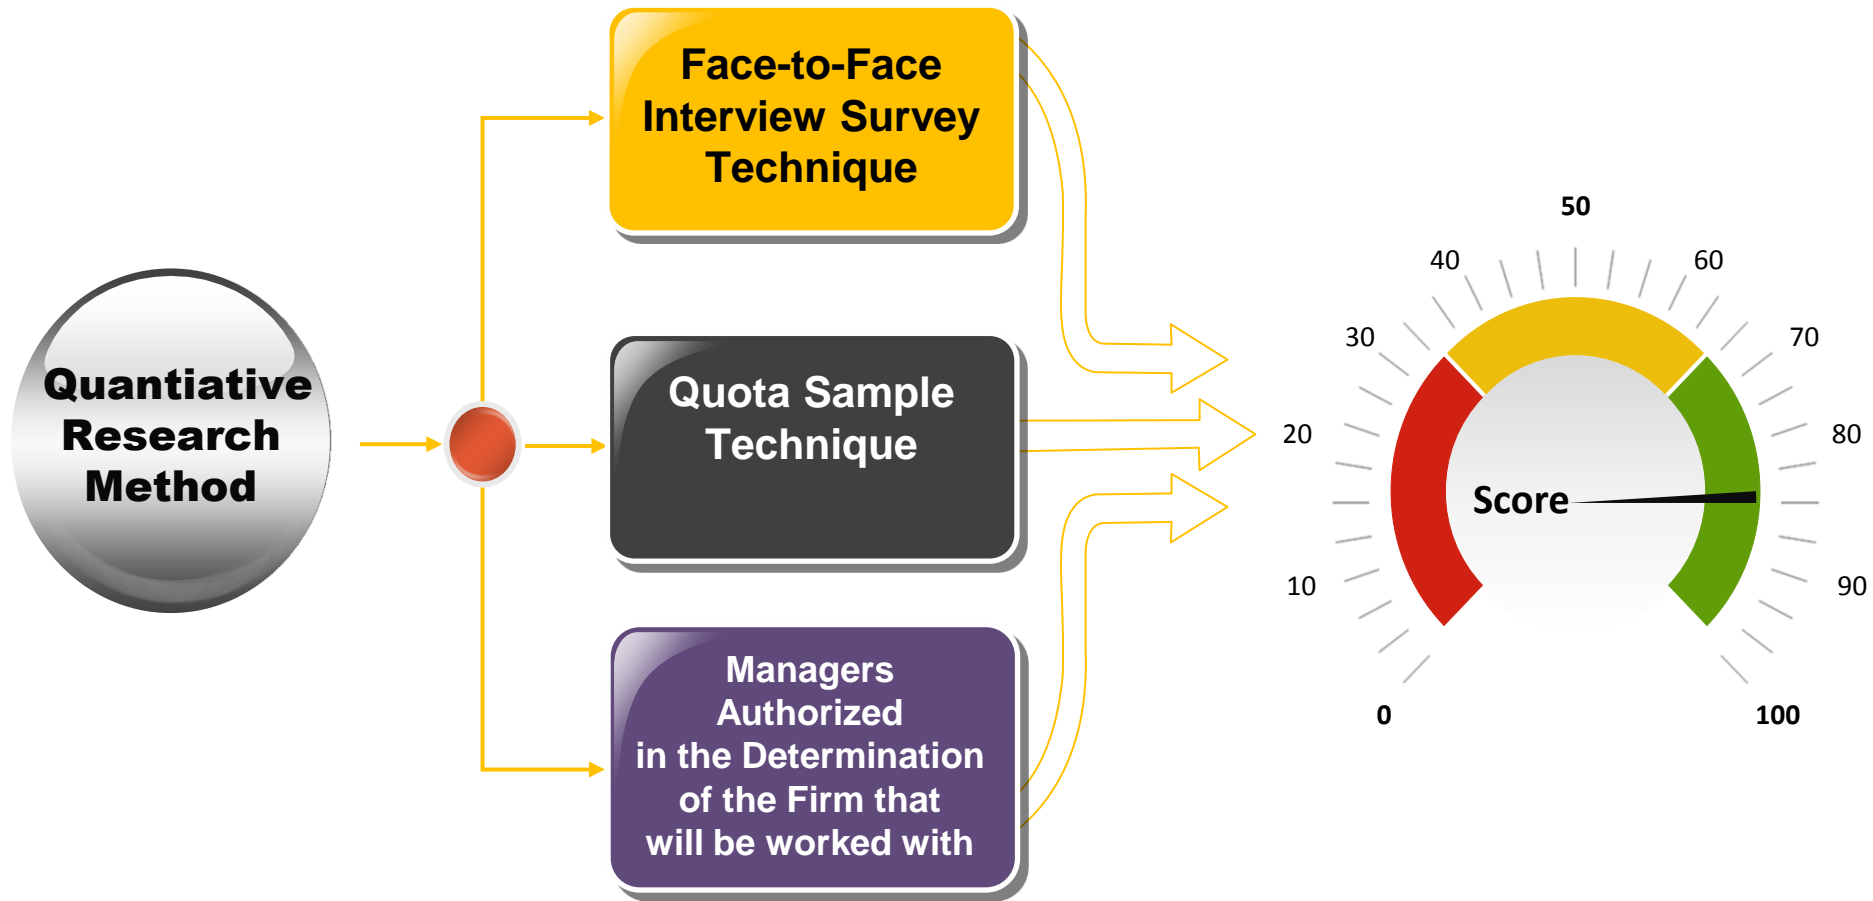 Quantiative
Research
Method
Face-to-Face
Interview Survey
Technique
Quota Sample
Technique
Managers
Authorized
in the Determination
of the Firm that
will be worked with
50
40
60
30
70
20
80
Score
10
90
0
100